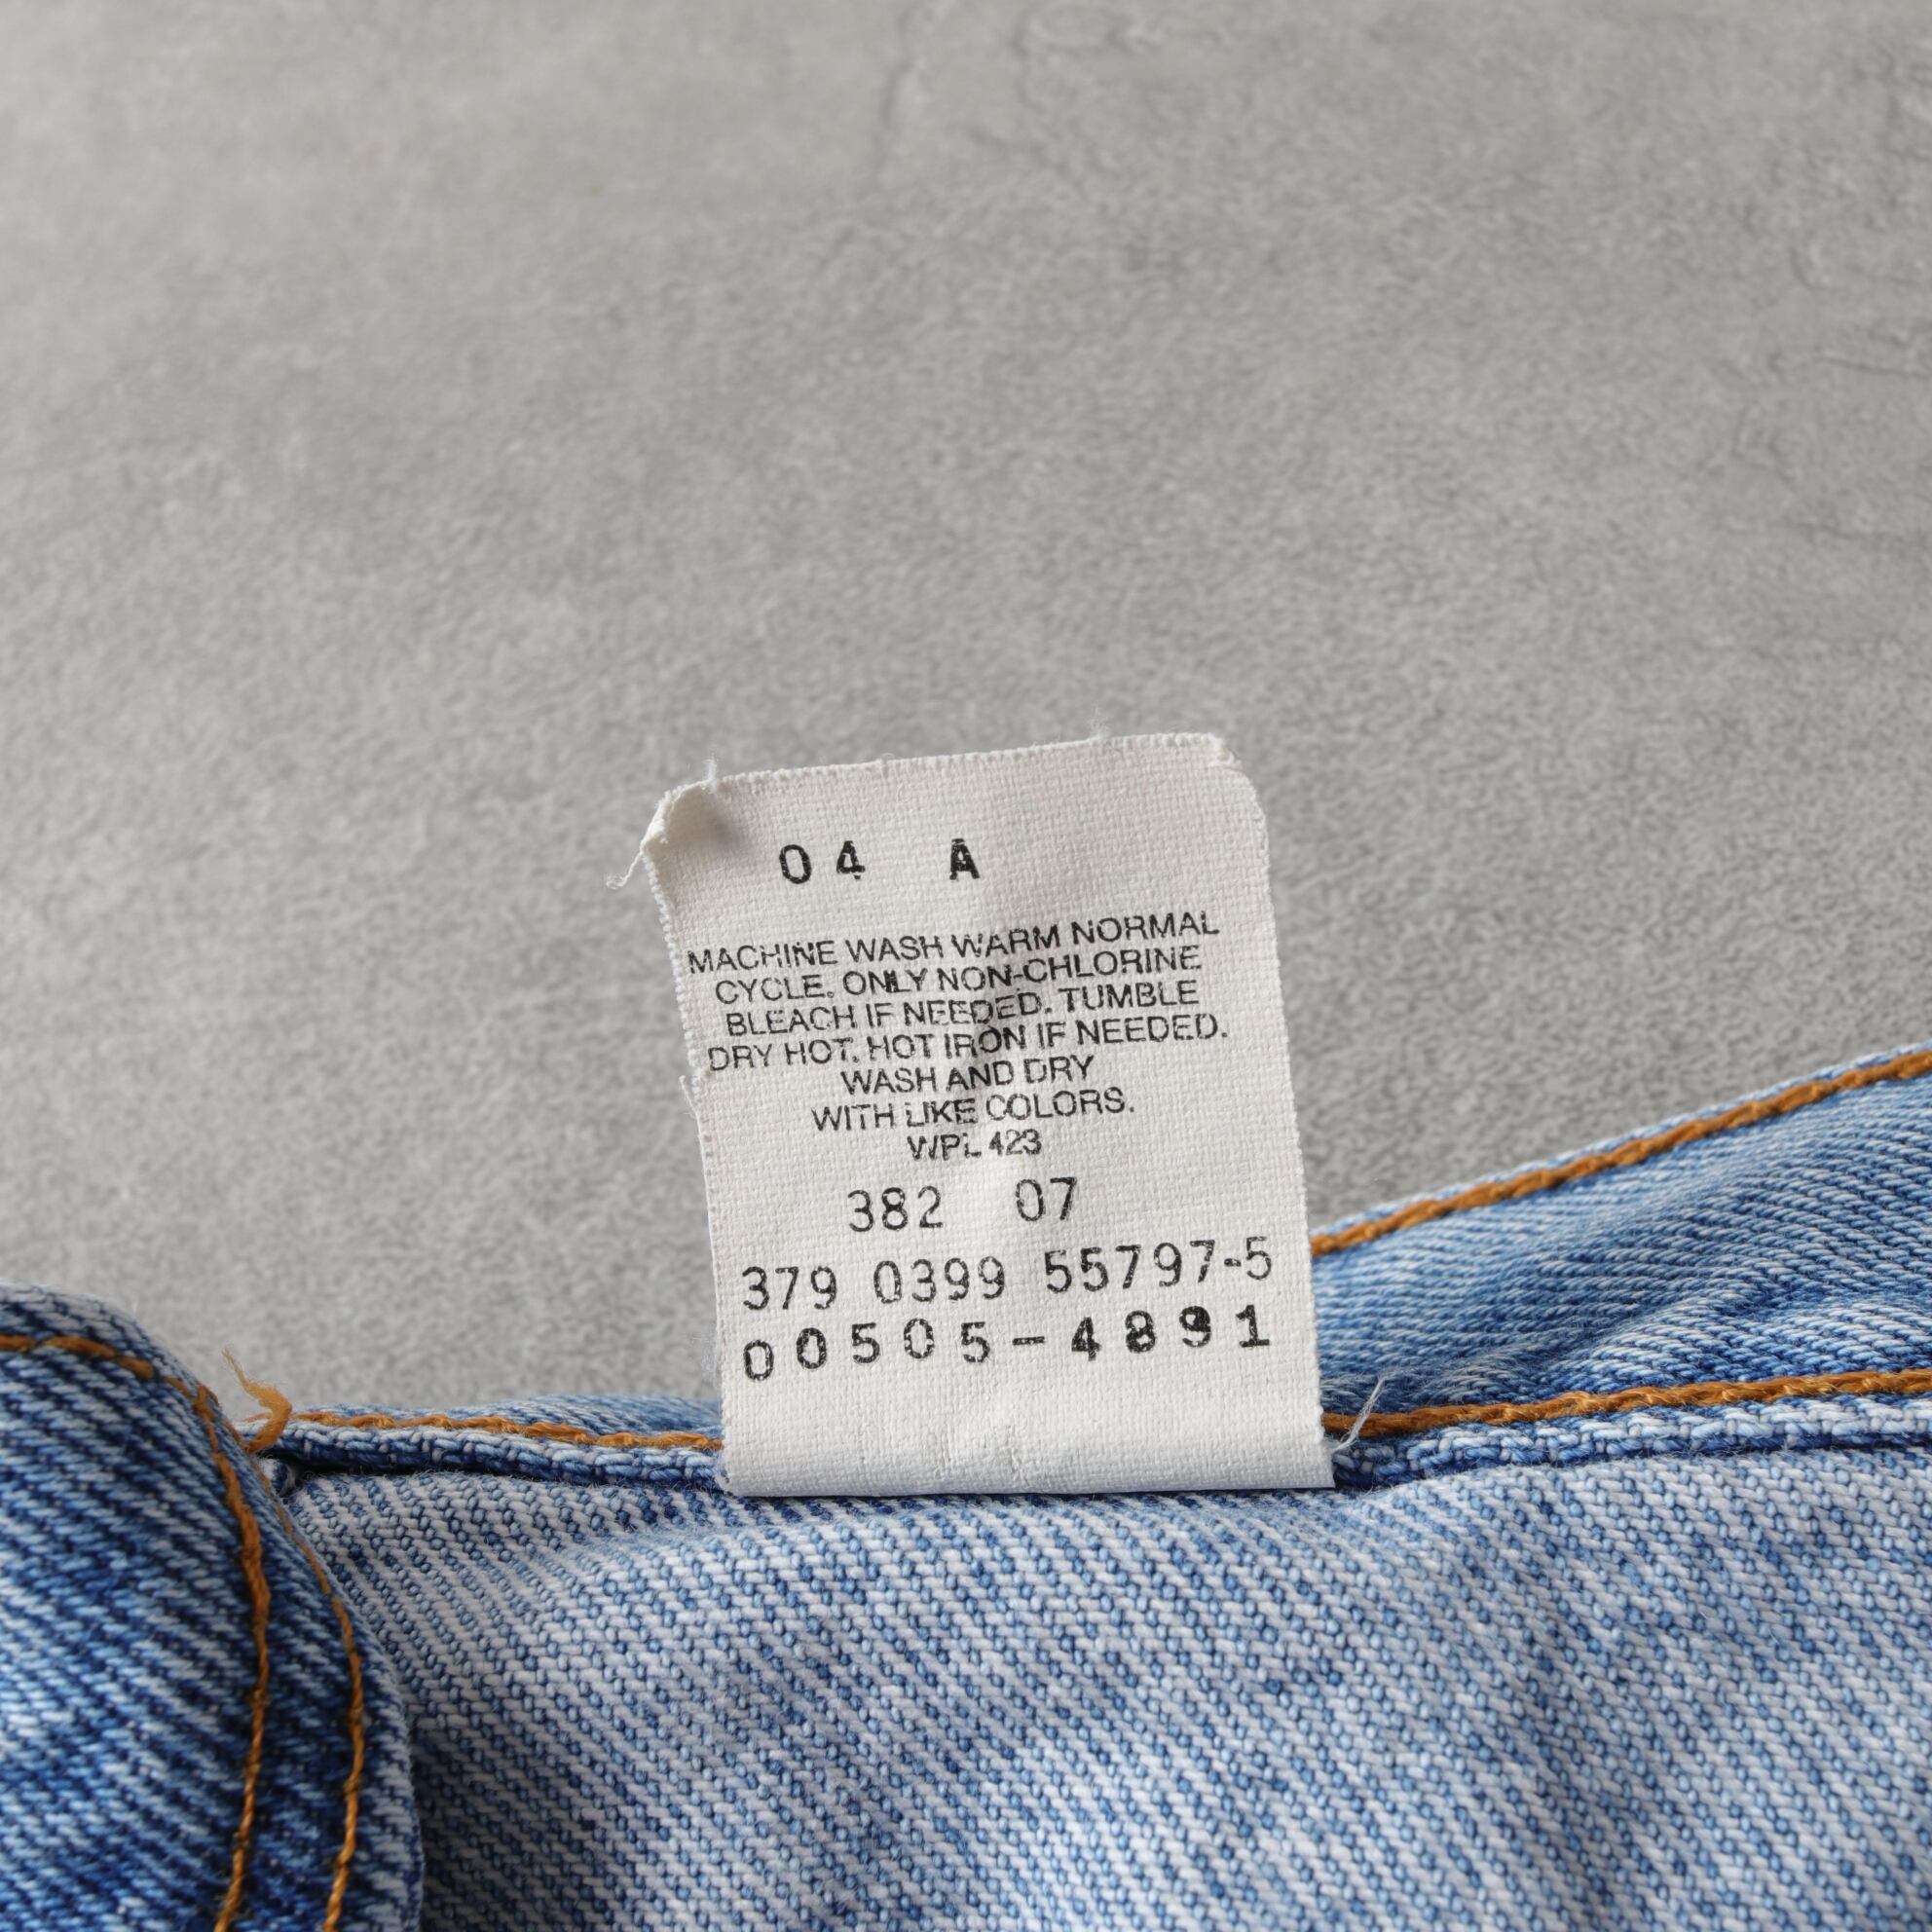 04 A
MACHINE WASH WARM NORMAL
CYCLE. ONLY NON-CHLORINE
BLEACH IF NEEDED. TUMBLE
DRY HOT. HOT IRON IF NEEDED.
WASH AND DRY
WITH LIKE COLORS.
WPL 423
382 07
379 0399 55797-5
00505-4891